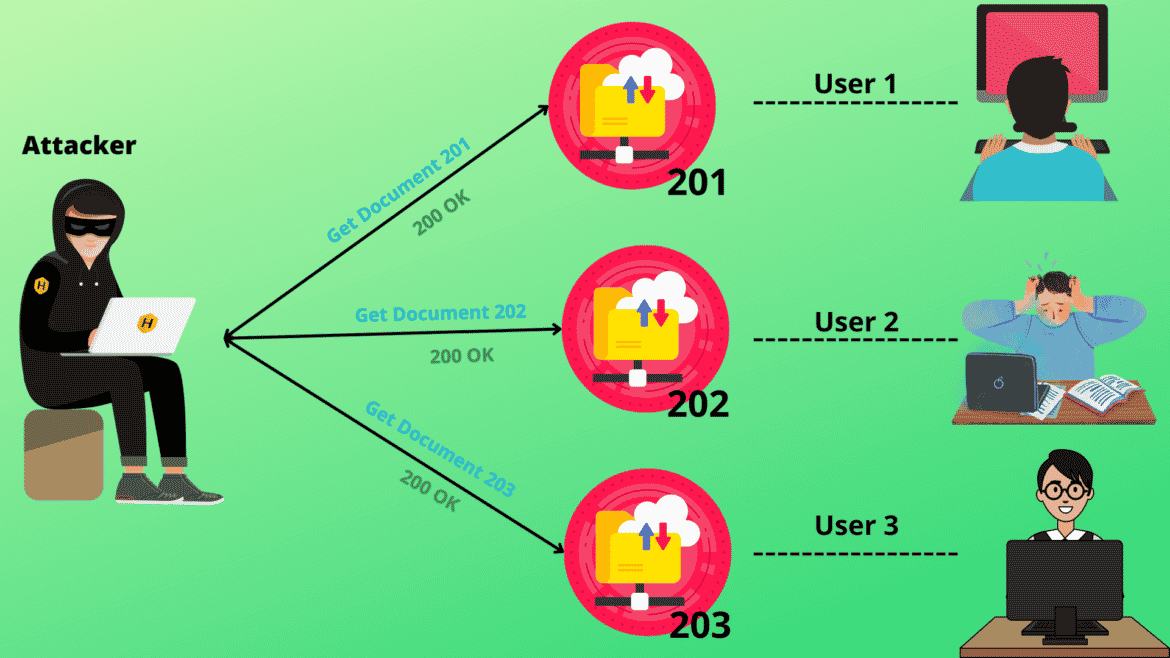 Attacker
H
H
Get Document 201
200 OK
201
User 1
Get Document 202
200 OK
202
User 2
Get Document 203
200 OK
203
User 3